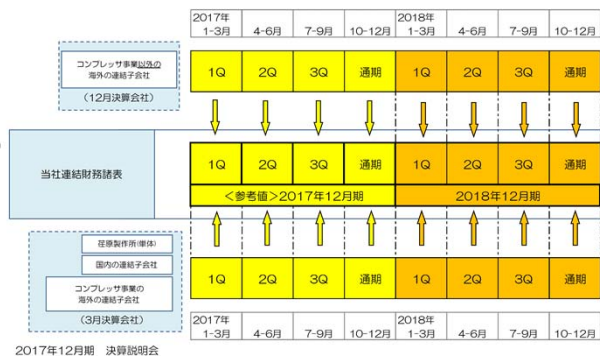 2017年 2018年
1-3月 4-6月 7-9月 10-12月 1-3月 4-6月 7-9月 10-12月
コンプレッサ事業以外の
海外の連結子会社
(12月決算会社)
1Q 2Q 3Q 通期 1Q 2Q 3Q 通期
当社連結財務諸表
1Q 2Q 3Q 通期 1Q 2Q 3Q 通期
<参考値>2017年12月期 2018年12月期
荏原製作所(単体)
国内の連結子会社
コンプレッサ事業の
海外の連結子会社
(3月決算会社)
1Q 2Q 3Q 通期 1Q 2Q 3Q 通期
2017年 2018年
1-3月 4-6月 7-9月 10-12月 1-3月 4-6月 7-9月 10-12月
2017年12月期 決算説明会